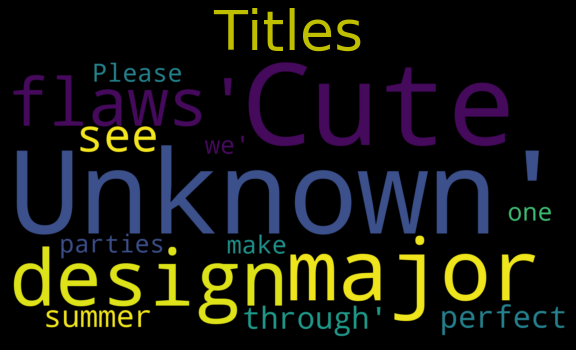 Titles
Please
flaws' Cute
see
we'
Unknown'
one
parties make
design major
summer through' perfect